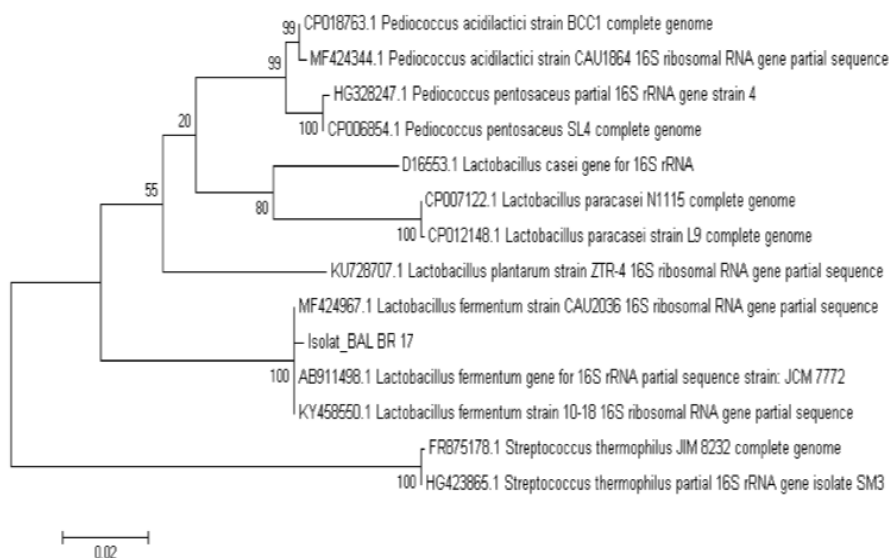 99
CP018763.1 Pediococcus acidilactici strain BCC1 complete genome
99
MF424344.1 Pediococcus acidilactici strain CAU1864 16S ribosomal RNA gene partial sequence
HG328247.1 Pediococcus pentosaceus partial 16S rRNA gene strain 4
20
100
CP006854.1 Pediococcus pentosaceus SL4 complete genome
D16553.1 Lactobacillus casei gene for 16S rRNA
55
80
CP007122.1 Lactobacillus paracasei N1115 complete genome
100
CP012148.1 Lactobacillus paracasei strain L9 complete genome
KU728707.1 Lactobacillus plantarum strain ZTR-4 16S ribosomal RNA gene partial sequence
MF424967.1 Lactobacillus fermentum strain CAU2036 16S ribosomal RNA gene partial sequence
Isolat_BAL BR 17
100
AB911498.1 Lactobacillus fermentum gene for 16S rRNA partial sequence strain: JCM 7772
KY458550.1 Lactobacillus fermentum strain 10-18 16S ribosomal RNA gene partial sequence
FR875178.1 Streptococcus thermophilus JIM 8232 complete genome
100
HG423865.1 Streptococcus thermophilus partial 16S rRNA gene isolate SM3
0.02